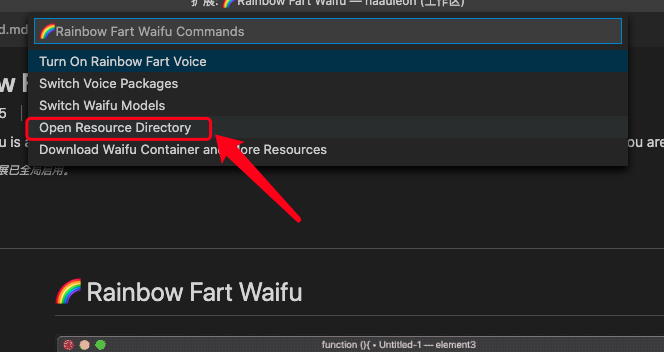 扩展: 🌈 Rainbow Fart Waifu — haauleon (工作区)
d.md
🌈Rainbow Fart Waifu Commands
Turn On Rainbow Fart Voice
Switch Voice Packages
Switch Waifu Models
Open Resource Directory
Download Waifu Container and More Resources
5
u is a
ou are
展已全局启用。
🌈 Rainbow Fart Waifu
function (){ • Untitled-1 — element3